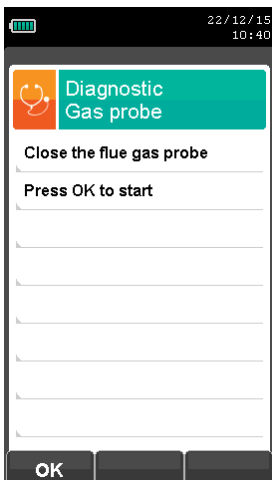 22/12/15
10:40
Diagnostic
Gas probe
Close the flue gas probe
Press OK to start
OK